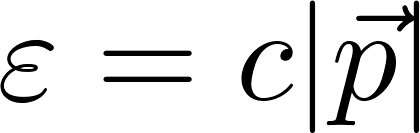 ε = c|p⃗|